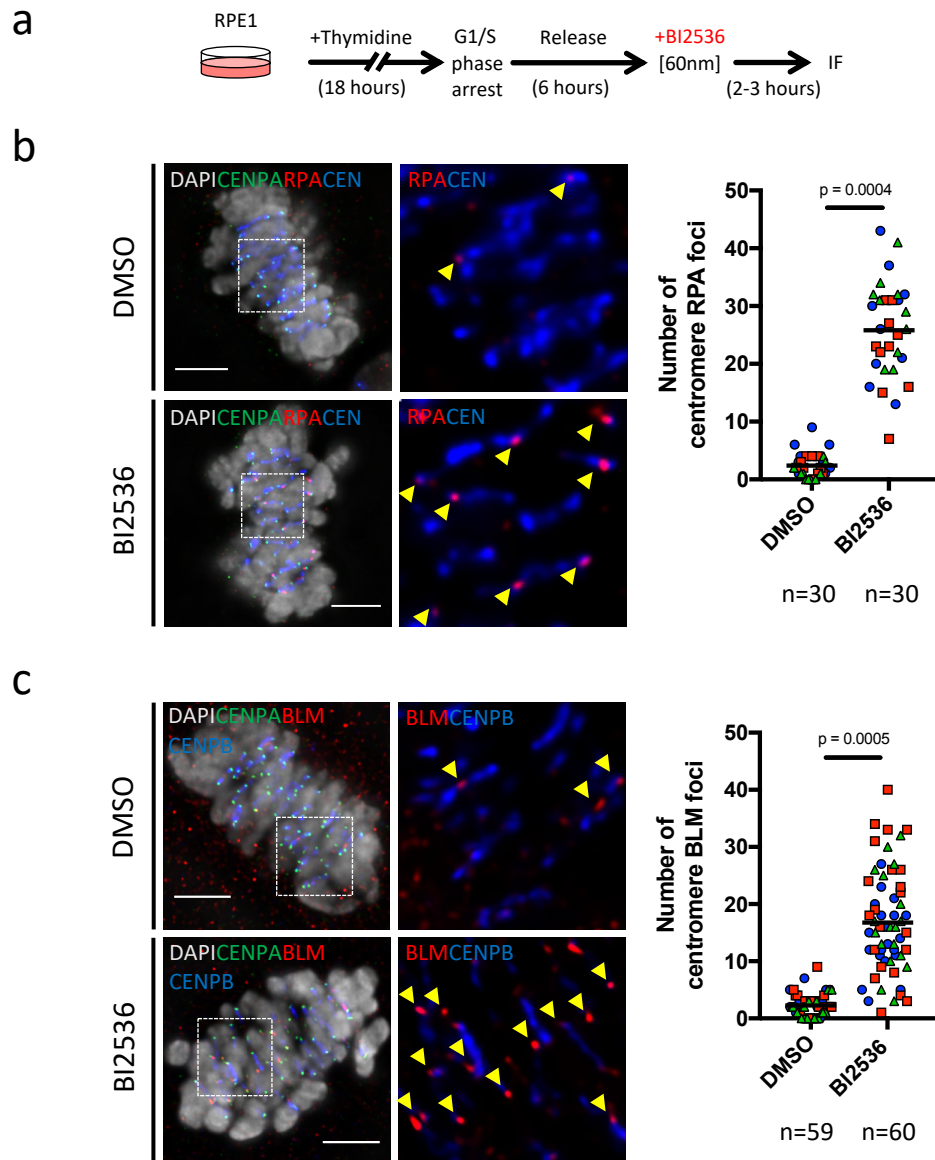 a
RPE1
+Thymidine
(18 hours)
G1/S
phase
arrest
Release
(6 hours)
+BI2536
[60nm]
(2-3 hours)
IF
b
DMSO
DAPICENPARPACEN
RPACEN
BI2536
DAPICENPARPACEN
RPACEN
Number of
centromere RPA foci
50
40
30
20
10
0
p = 0.0004
DMSO
BI2536
n=30
n=30
c
DMSO
DAPICENPABLM
CENPB
BLMCENPB
BI2536
DAPICENPABLM
CENPB
BLMCENPB
Number of
centromere BLM foci
50
40
30
20
10
0
p = 0.0005
DMSO
BI2536
n=59
n=60